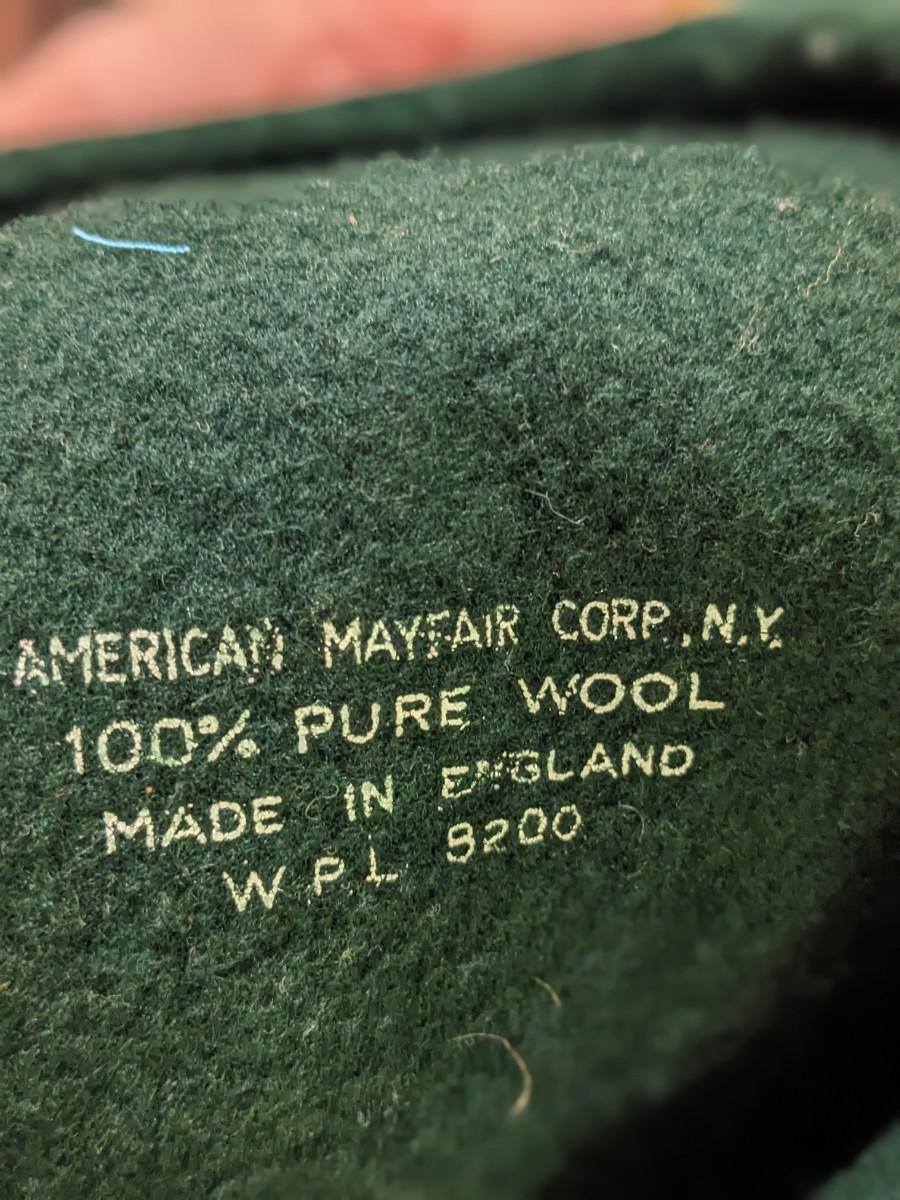 AMERICAN MAYFAIR CORP., N.Y.
100% PURE WOOL
MADE IN ENGLAND
W P L 8200